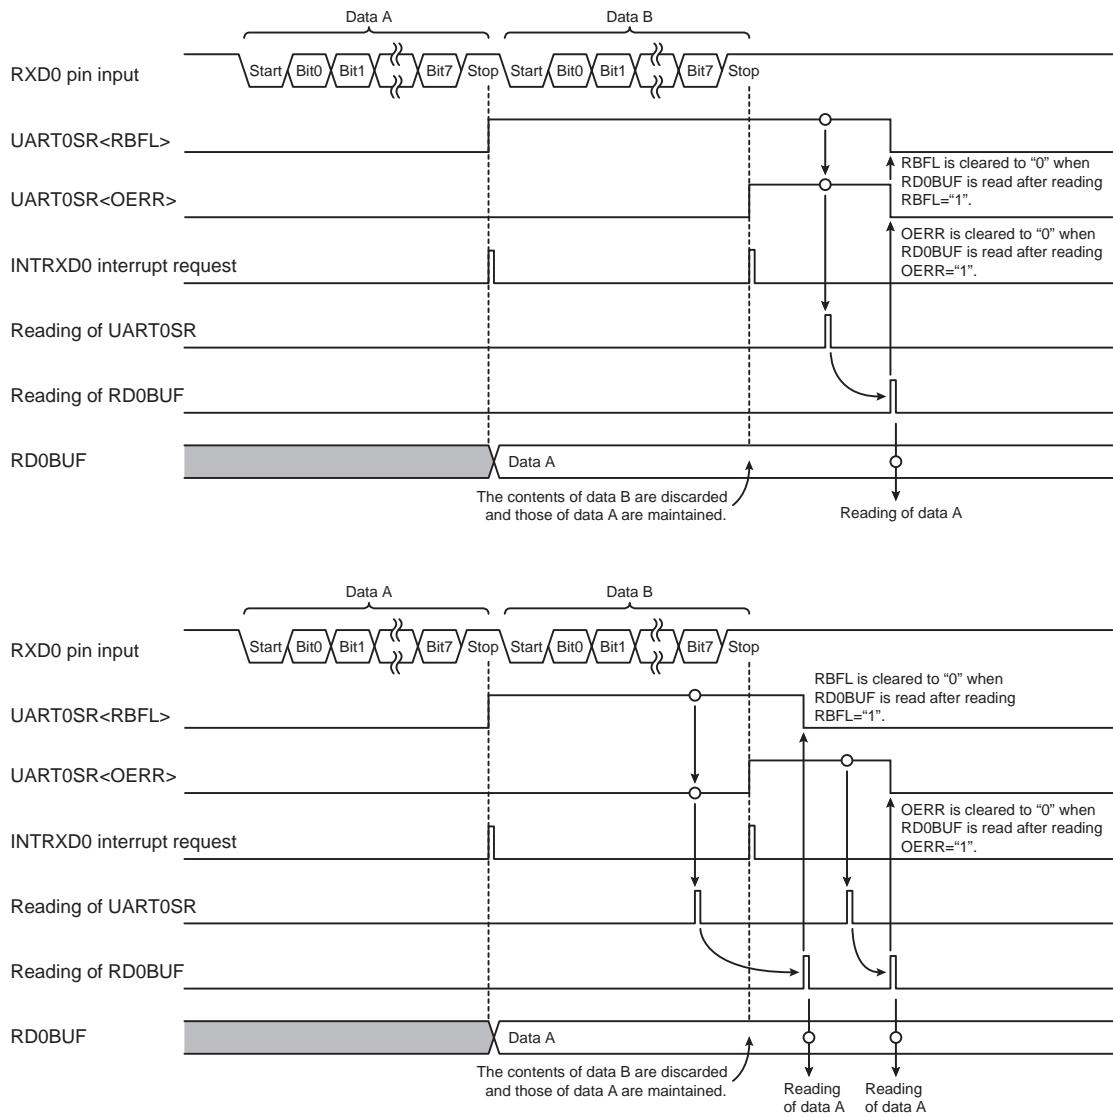 Data A
Data B
RXD0 pin input
Start
Bit0
Bit1
Bit7
Stop
Start
Bit0
Bit1
Bit7
Stop
UART0SR<RBFL>
RBFL is cleared to “0” when
RD0BUF is read after reading
RBFL=“1”.
UART0SR<OERR>
OERR is cleared to “0” when
RD0BUF is read after reading
OERR=“1”.
INTRXD0 interrupt request
Reading of UART0SR
Reading of RD0BUF
RD0BUF
Data A
The contents of data B are discarded
and those of data A are maintained.
Reading of data A
Data A
Data B
RXD0 pin input
Start
Bit0
Bit1
Bit7
Stop
Start
Bit0
Bit1
Bit7
Stop
RBFL is cleared to “0” when
RD0BUF is read after reading
RBFL=“1”.
UART0SR<RBFL>
UART0SR<OERR>
OERR is cleared to “0” when
RD0BUF is read after reading
OERR=“1”.
INTRXD0 interrupt request
Reading of UART0SR
Reading of RD0BUF
RD0BUF
Data A
The contents of data B are discarded
and those of data A are maintained.
Reading
of data A
Reading
of data A